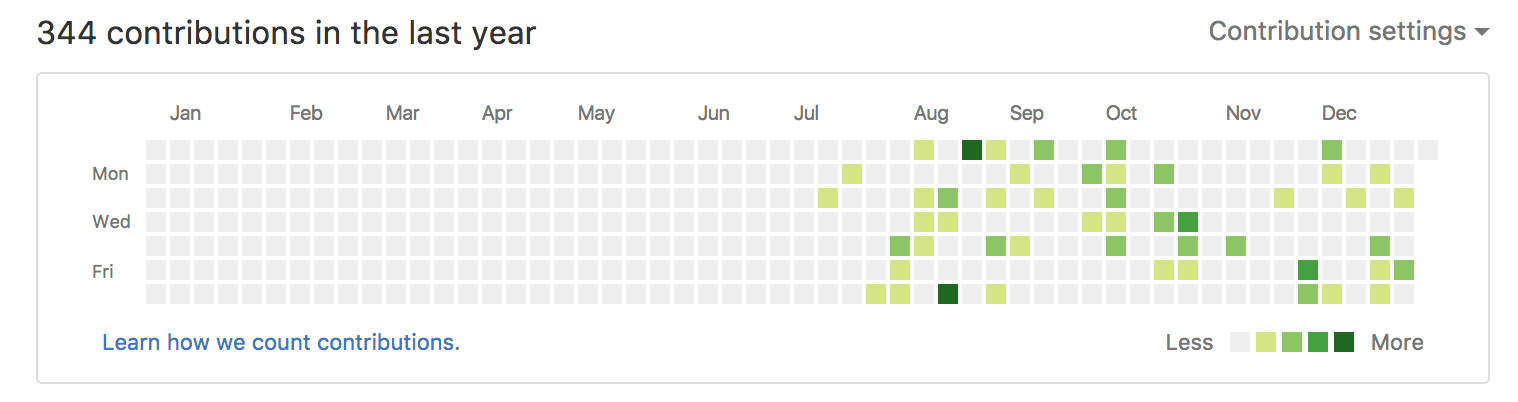 344 contributions in the last year
Contribution settings
Jan Feb Mar Apr May Jun Jul Aug Sep Oct Nov Dec
Mon
Wed
Fri
Learn how we count contributions.
Less More